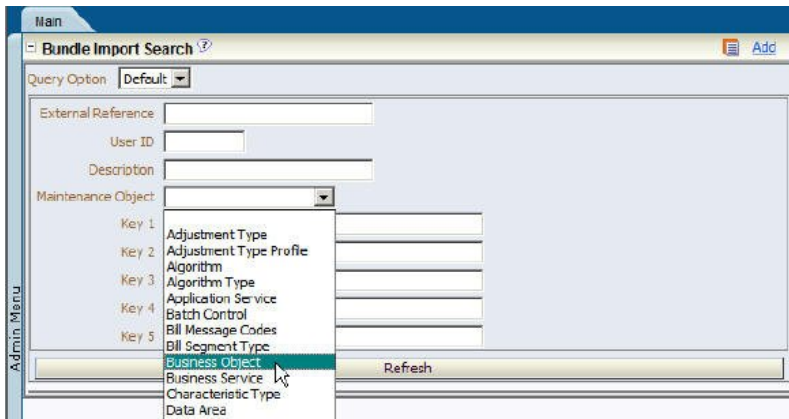 Main
Bundle Import Search ?
Add
Query Option Default
External Reference
User ID
Description
Maintenance Object
Key 1
Key 2
Key 3
Key 4
Key 5
Adjustment Type
Adjustment Type Profile
Algorithm
Algorithm Type
Application Service
Batch Control
Bill Message Codes
Bill Segment Type
Business Object
Business Service
Characteristic Type
Data Area
Refresh
Admin Menu